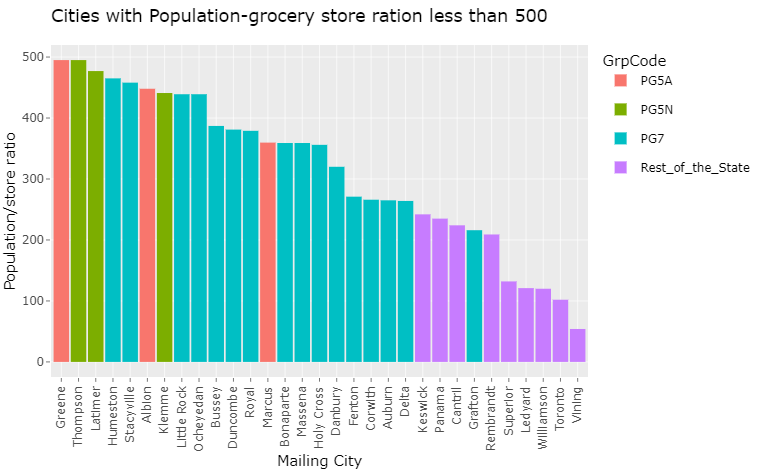 Cities with Population-grocery store ration less than 500
500
400
300
200
100
0
Population/store ratio
Greene
Thompson
Latimer
Humeston
Stacyville
Albion
Klemme
Little Rock
Ocheyedan
Bussey
Duncombe
Royal
Marcus
Bonaparte
Massena
Holy Cross
Danbury
Fenton
Corwith
Auburn
Delta
Keswick
Panama
Cantril
Grafton
Rembrandt
Superior
Ledyard
Williamson
Toronto
Vining
Mailing City
GrpCode
PG5A
PG5N
PG7
Rest_of_the_State